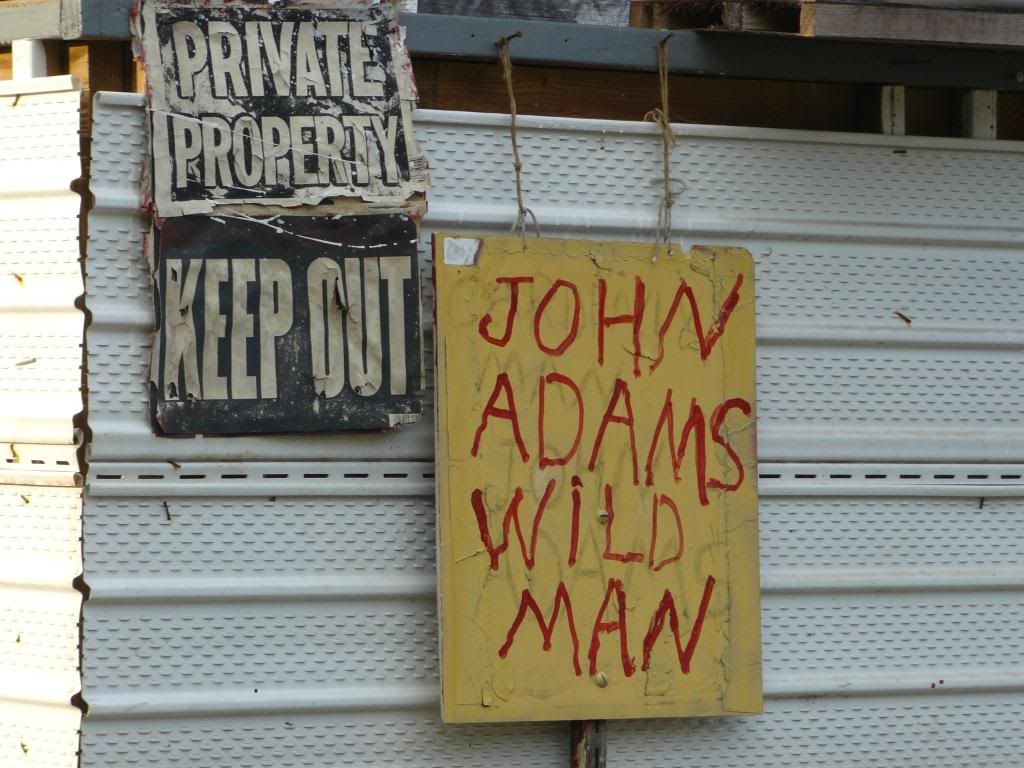 PRIVATE
PROPERTY
KEEP OUT
JOHN
ADAMS
WiLD
MAN